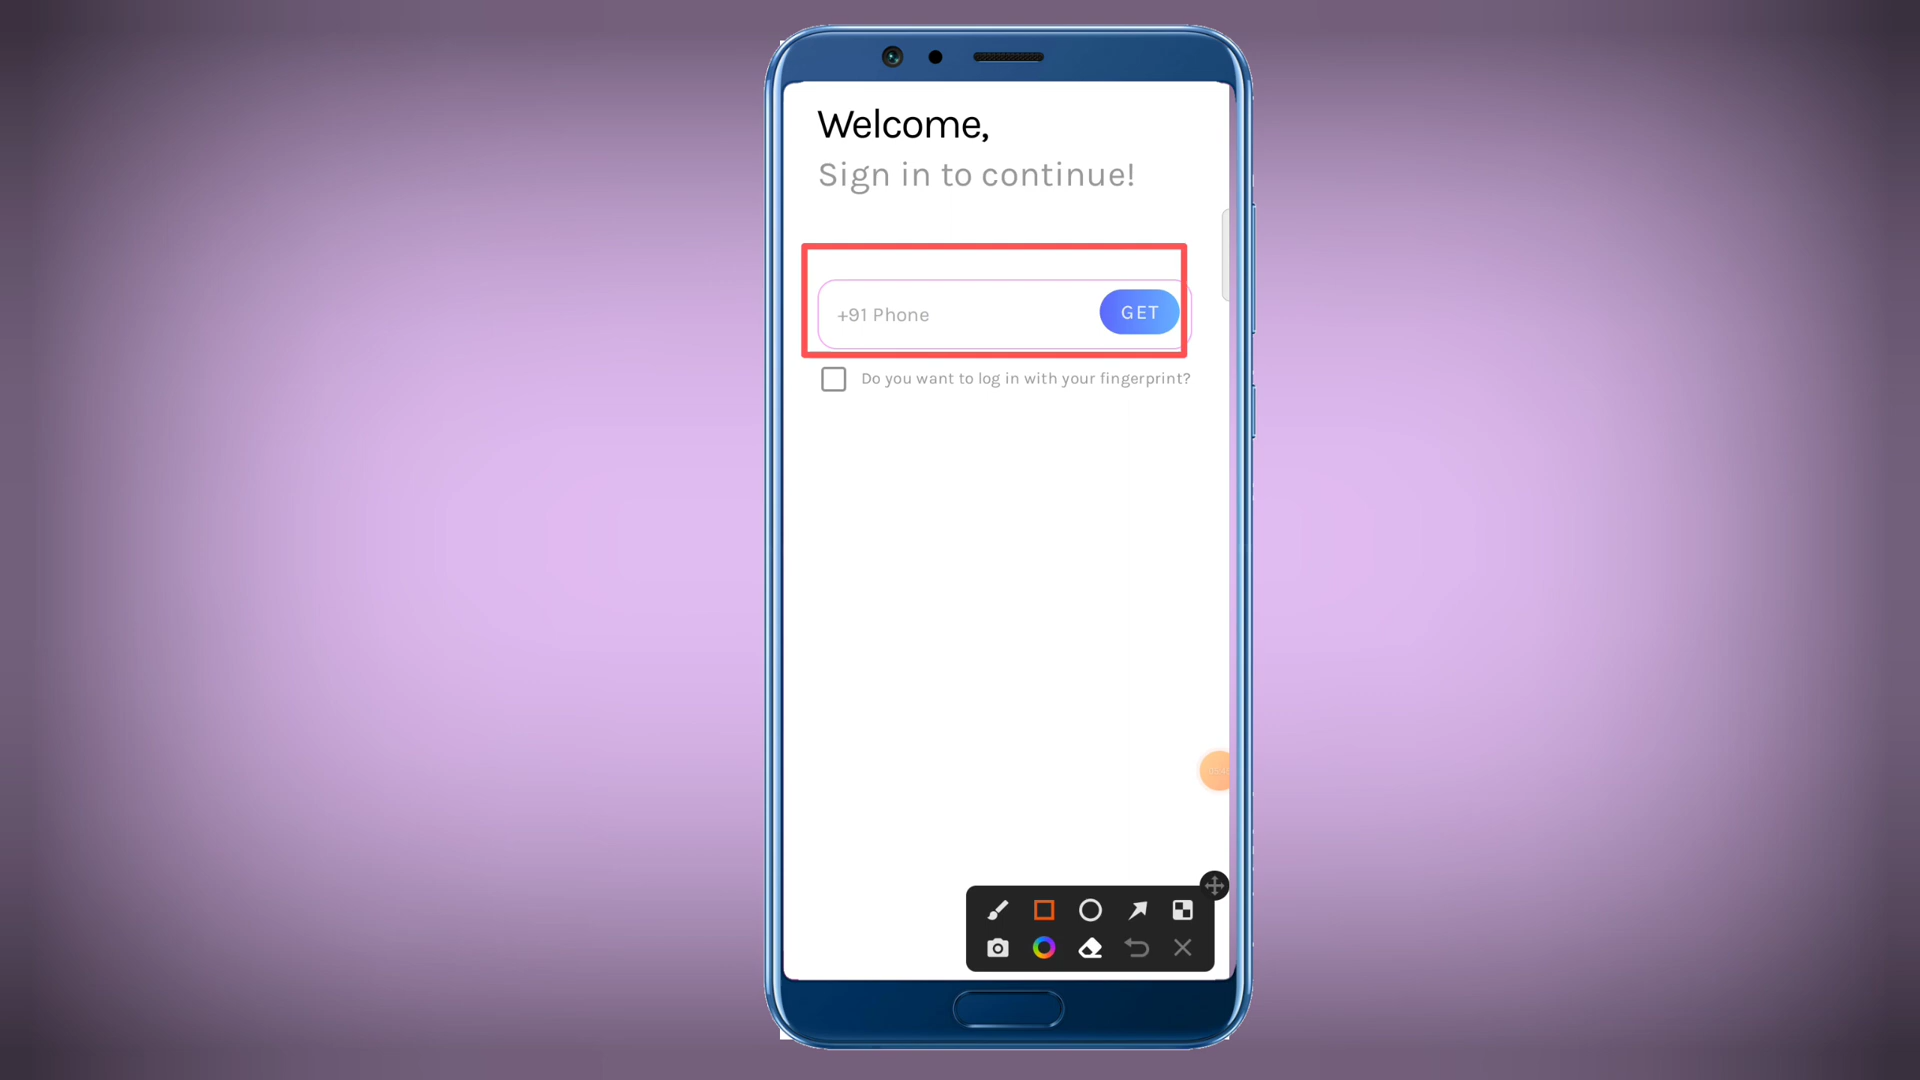 Welcome,
Sign in to continue!
+91 Phone
GET
Do you want to log in with your fingerprint?